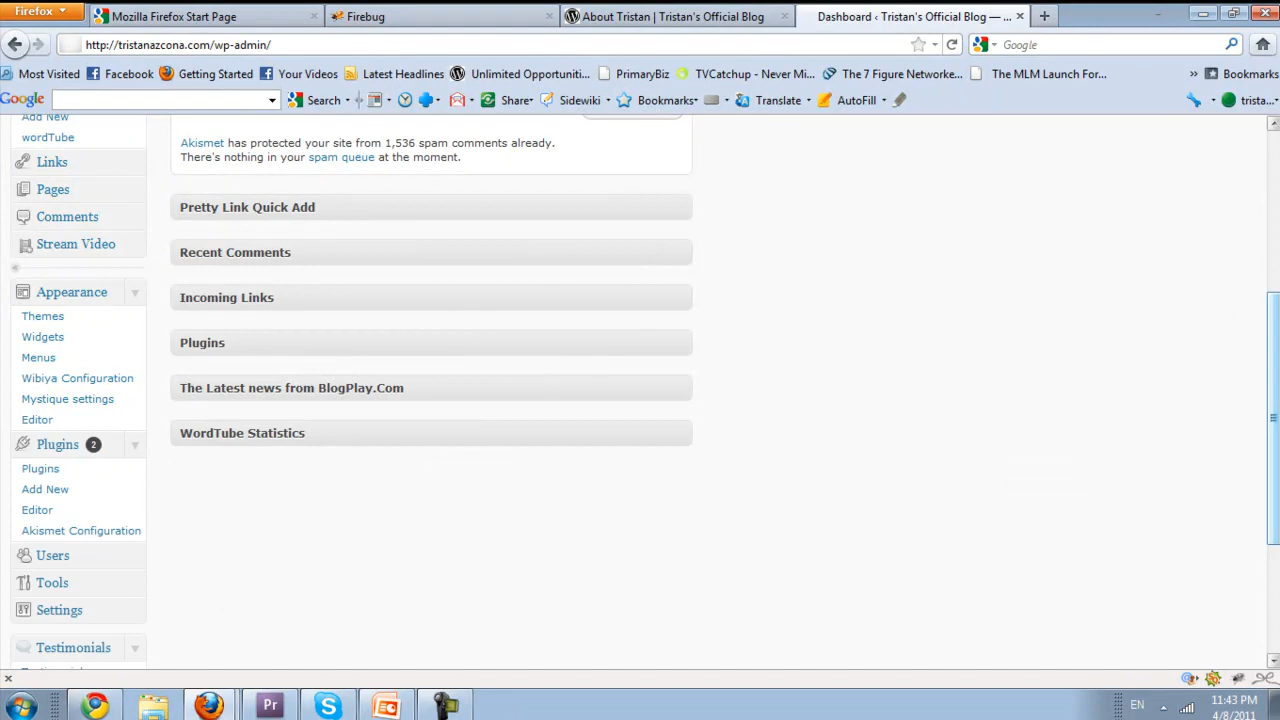 Firefox
Mozilla Firefox Start Page
Firebug
About Tristan | Tristan's Official Blog
Dashboard ‹ Tristan's Official Blog — ...
http://tristanazcona.com/wp-admin/
Google
Most Visited
Facebook
Getting Started
Your Videos
Latest Headlines
Unlimited Opportuniti...
PrimaryBiz
TVCatchup - Never Mi...
The 7 Figure Networke...
The MLM Launch For...
Bookmarks
Google
Search
Share
Sidewiki
Bookmarks
Translate
AutoFill
trista...
Add New
wordTube
Links
Pages
Comments
Stream Video
Appearance
Themes
Widgets
Menus
Wibiya Configuration
Mystique settings
Editor
Plugins 2
Plugins
Add New
Editor
Akismet Configuration
Users
Tools
Settings
Testimonials
Akismet has protected your site from 1,536 spam comments already.
There's nothing in your spam queue at the moment.
Pretty Link Quick Add
Recent Comments
Incoming Links
Plugins
The Latest news from BlogPlay.Com
WordTube Statistics
Pr
EN
11:43 PM
4/8/2011